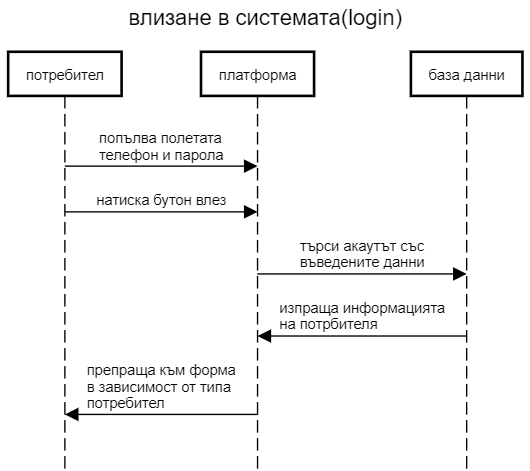 влизане в системата(login)
потребител
платформа
база данни
попълва полетата
телефон и парола
натиска бутон влез
търси акаутът със
въведените данни
изпраща информацията
на потрбителя
препраща към форма
в зависимост от типа
потребител